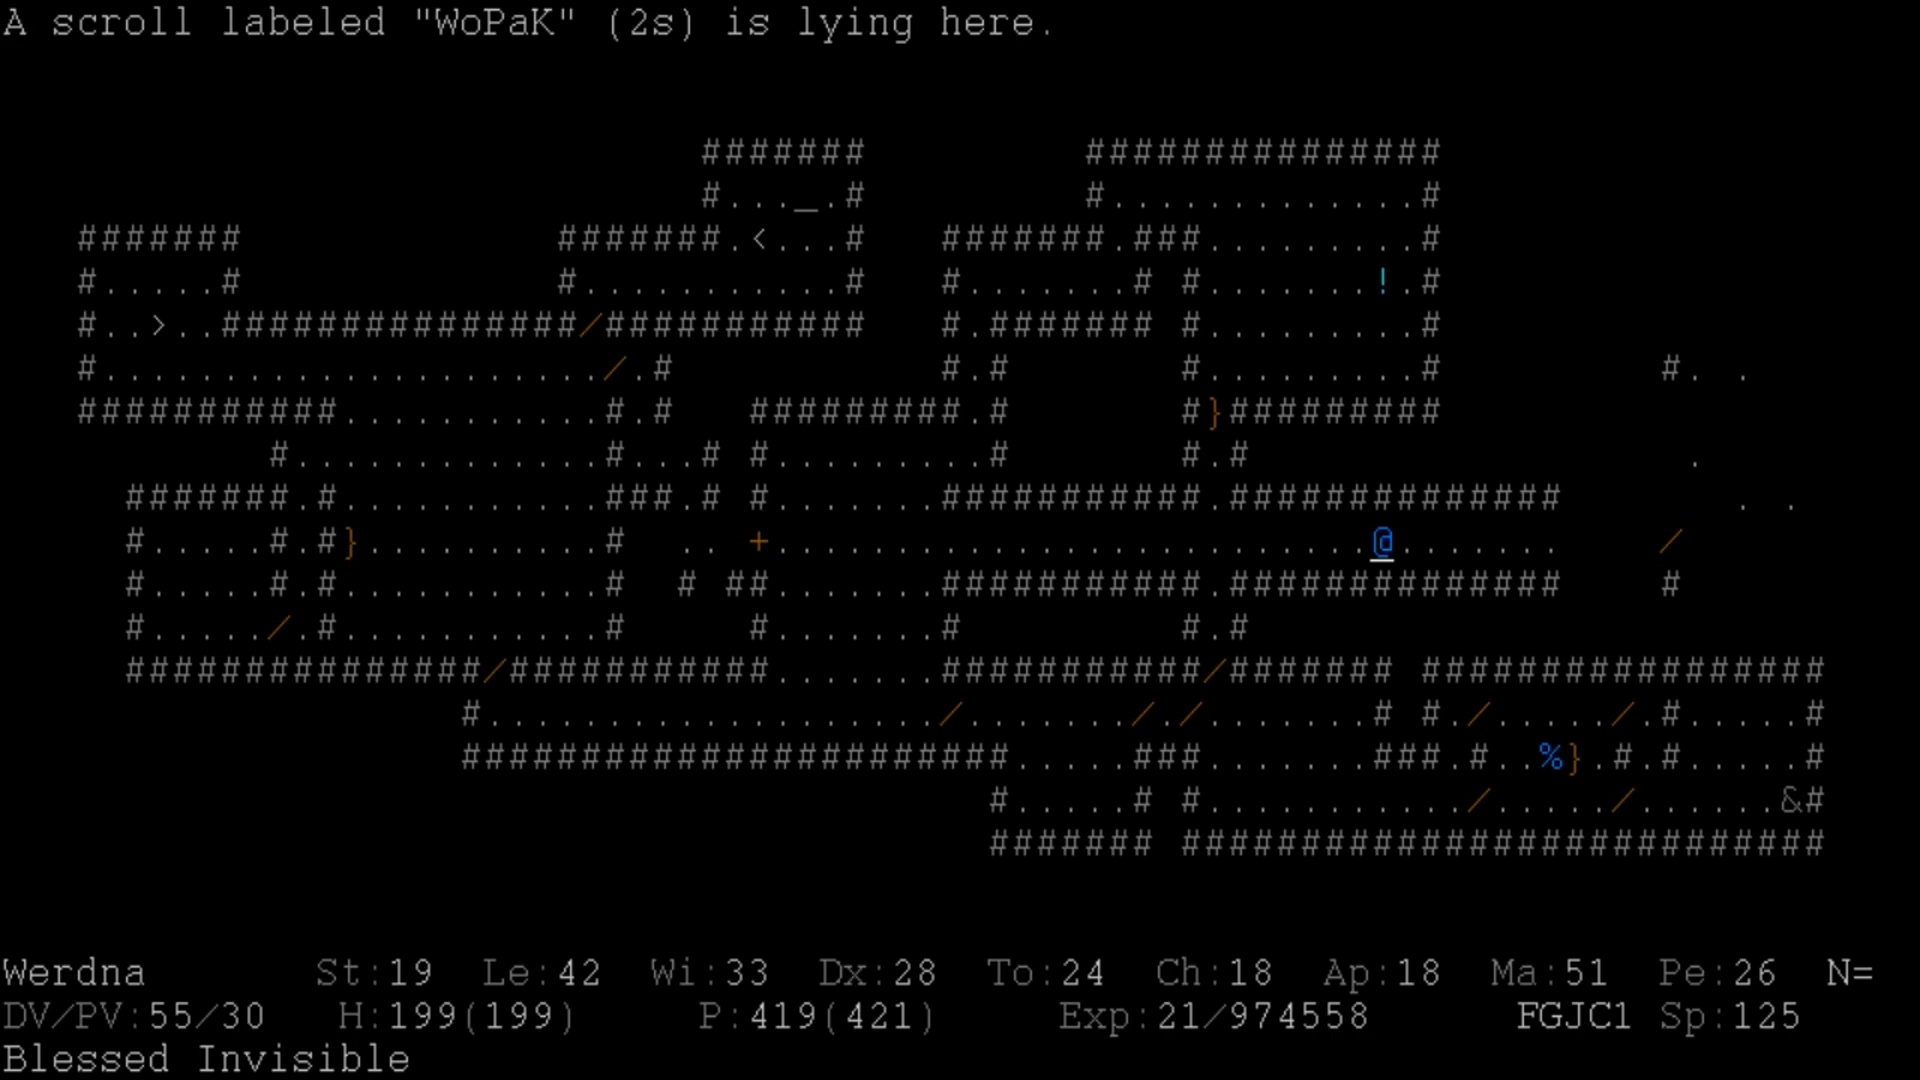 A scroll labeled "WoPaK" (2s) is lying here.
Werdna St:19 Le:42 Wi:33 Dx:28 To:24 Ch:18 Ap:18 Ma:51 Pe:26 N=
DV/PV:55/30 H:199(199) P:419(421) Exp:21/974558 FGJC1 Sp:125
Blessed Invisible